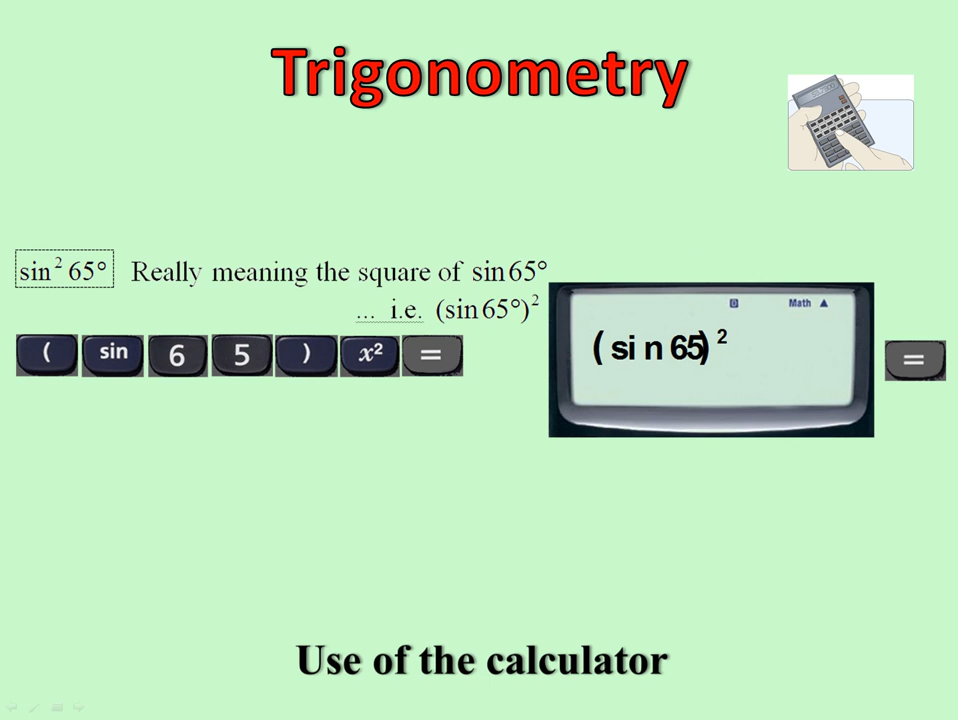 Trigonometry
sin² 65° Really meaning the square of sin 65°
... i.e. (sin 65°)²
( sin 6 5 ) x² =
D Math ▲
(sin 65)²
=
Use of the calculator